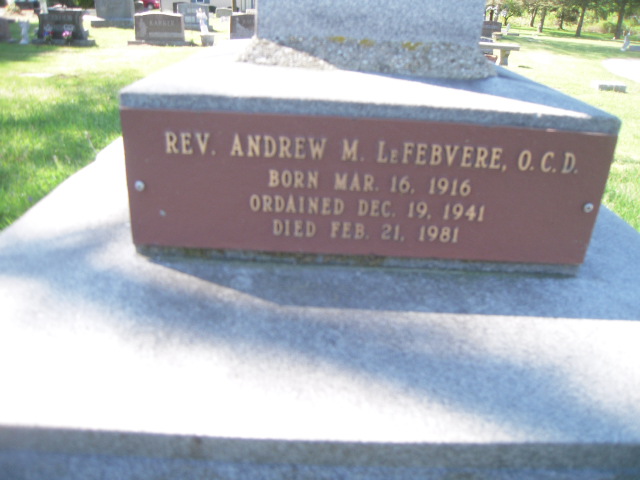 REV. ANDREW M. LEFEBVERE, O.C.D.
BORN MAR. 16, 1916
ORDAINED DEC. 19, 1941
DIED FEB. 21, 1981